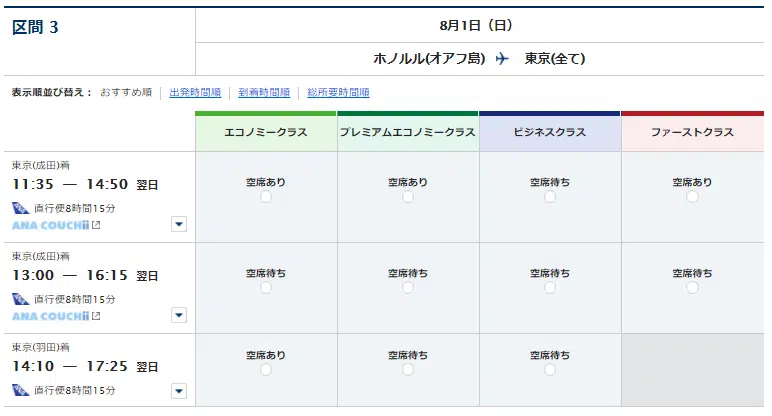 区間 3
8月1日（日）
ホノルル(オアフ島) 東京(全て)
表示順並び替え： おすすめ順 出発時間順 到着時間順 総所要時間順
エコノミークラス プレミアムエコノミークラス ビジネスクラス ファーストクラス
東京(成田)着
11:35 — 14:50 翌日
直行便8時間15分
ANA COUCHii
空席あり 空席あり 空席待ち 空席あり
東京(成田)着
13:00 — 16:15 翌日
直行便8時間15分
ANA COUCHii
空席待ち 空席待ち 空席待ち 空席待ち
東京(羽田)着
14:10 — 17:25 翌日
直行便8時間15分
空席あり 空席待ち 空席待ち